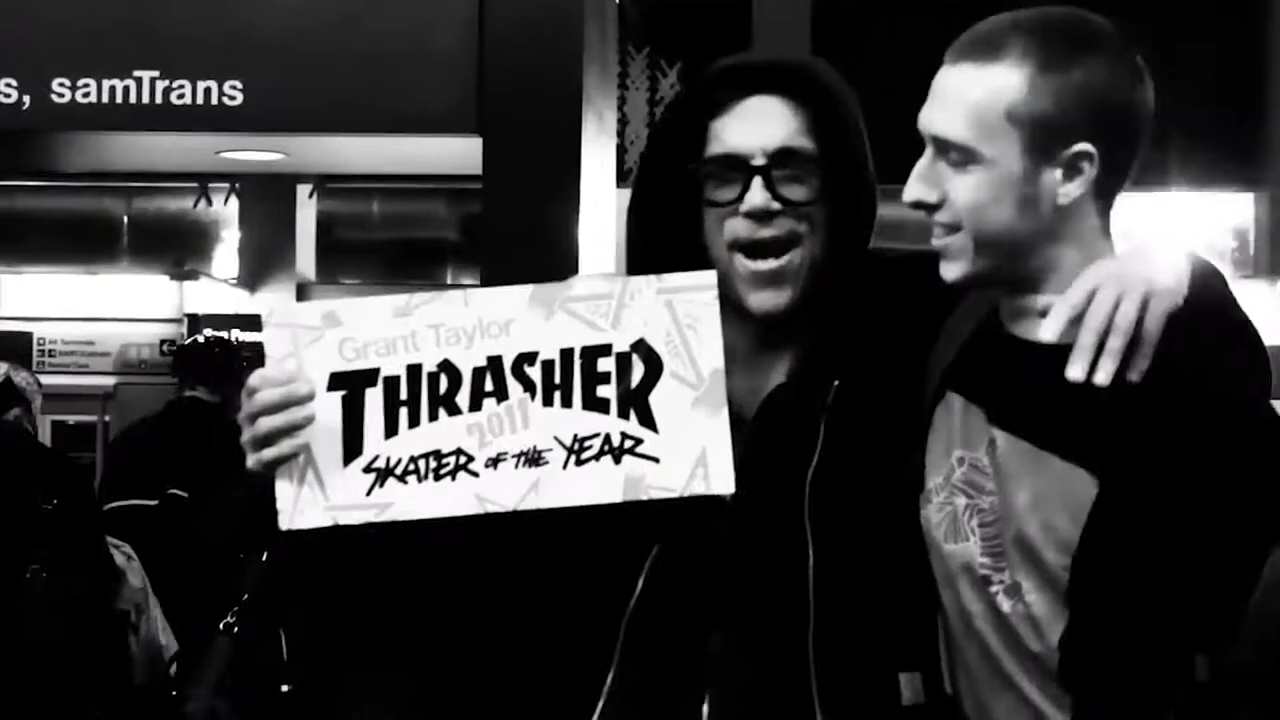 s, samTrans
Grant Taylor
THRASHER
2011
SKATER OF THE YEAR